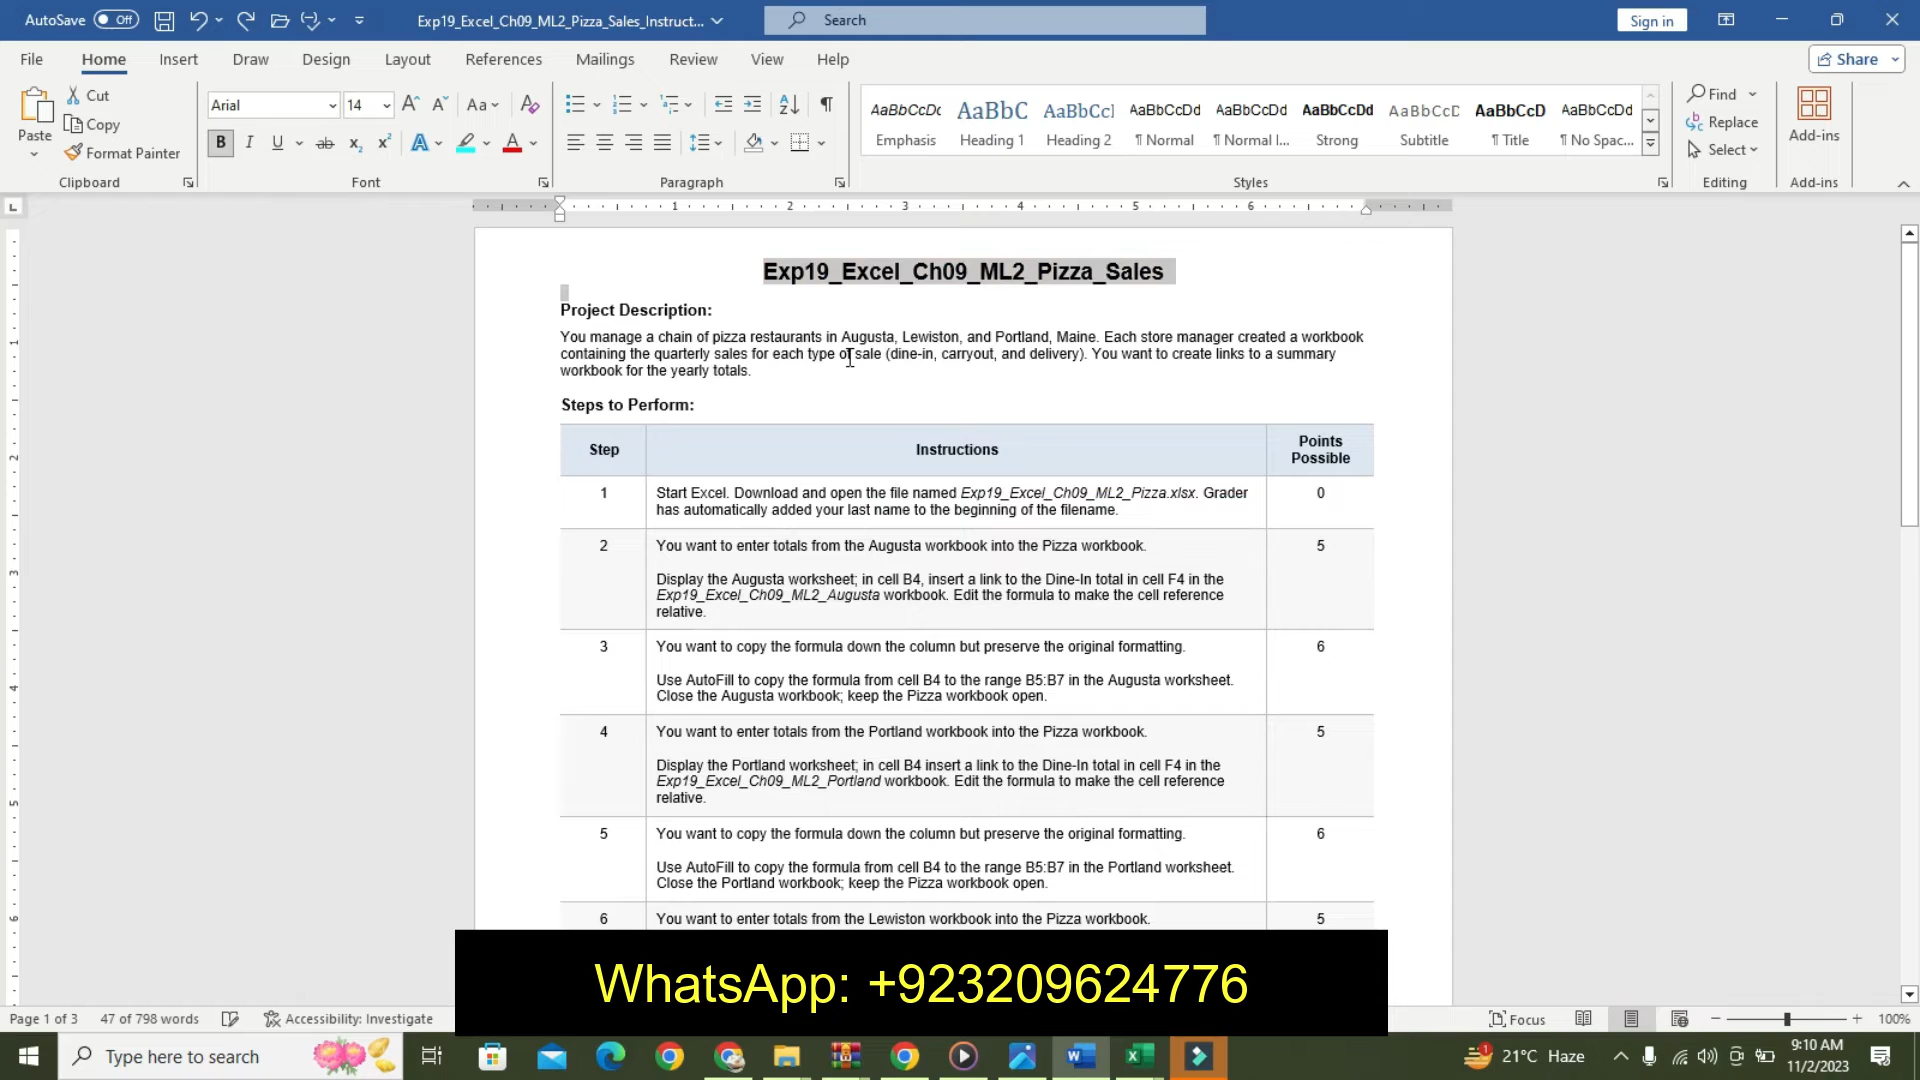 AutoSave Off
Exp19_Excel_Ch09_ML2_Pizza_Sales_Instruct...
Search
Sign in
File Home Insert Draw Design Layout References Mailings Review View Help
Share
Paste
Cut
Copy
Format Painter
Clipboard
Arial
14
Aa
B I U ab x₂ x² A A
Font
Paragraph
AaBbCcDc Emphasis
AaBbC Heading 1
AaBbCcl Heading 2
AaBbCcDd ¶ Normal
AaBbCcDd ¶ Normal I...
AaBbCcDd Strong
AaBbCcD Subtitle
AaBbCcD ¶ Title
AaBbCcDd ¶ No Spac...
Styles
Find
Replace
Select
Editing
Add-ins
Add-ins
1 2 3 4 5 6
Exp19_Excel_Ch09_ML2_Pizza_Sales
Project Description:
You manage a chain of pizza restaurants in Augusta, Lewiston, and Portland, Maine. Each store manager created a workbook
containing the quarterly sales for each type of sale (dine-in, carryout, and delivery). You want to create links to a summary
workbook for the yearly totals.
Steps to Perform:
Step Instructions Points Possible
1 Start Excel. Download and open the file named Exp19_Excel_Ch09_ML2_Pizza.xlsx. Grader 0
has automatically added your last name to the beginning of the filename.
2 You want to enter totals from the Augusta workbook into the Pizza workbook. 5
Display the Augusta worksheet; in cell B4, insert a link to the Dine-In total in cell F4 in the
Exp19_Excel_Ch09_ML2_Augusta workbook. Edit the formula to make the cell reference
relative.
3 You want to copy the formula down the column but preserve the original formatting. 6
Use AutoFill to copy the formula from cell B4 to the range B5:B7 in the Augusta worksheet.
Close the Augusta workbook; keep the Pizza workbook open.
4 You want to enter totals from the Portland workbook into the Pizza workbook. 5
Display the Portland worksheet; in cell B4 insert a link to the Dine-In total in cell F4 in the
Exp19_Excel_Ch09_ML2_Portland workbook. Edit the formula to make the cell reference
relative.
5 You want to copy the formula down the column but preserve the original formatting. 6
Use AutoFill to copy the formula from cell B4 to the range B5:B7 in the Portland worksheet.
Close the Portland workbook; keep the Pizza workbook open.
6 You want to enter totals from the Lewiston workbook into the Pizza workbook. 5
WhatsApp: +923209624776
Page 1 of 3 47 of 798 words Accessibility: Investigate
Focus
100%
Type here to search
21°C Haze
9:10 AM
11/2/2023